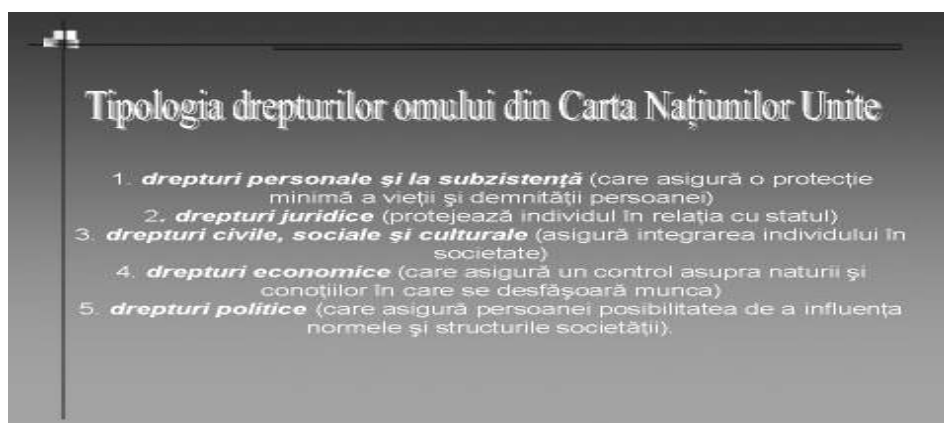 Tipologia drepturilor omului din Carta Naţiunilor Unite
1. drepturi personale şi la subzistenţă (care asigură o protecţie
minimă a vieţii şi demnităţii persoanei)
2. drepturi juridice (protejează individul în relaţia cu statul)
3. drepturi civile, sociale şi culturale (asigură integrarea individului în
societate)
4. drepturi economice (care asigură un control asupra naturii şi
conoţiilor în care se desfăşoară munca)
5. drepturi politice (care asigură persoanei posibilitatea de a influenţa
normele şi structurile societăţii).